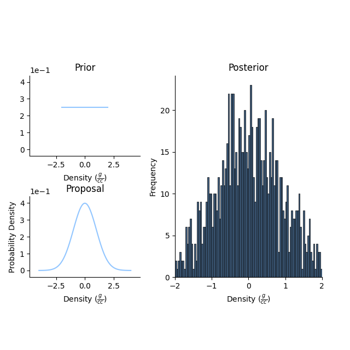 Prior
4 1e−1
3
2
1
0
−2.5 0.0 2.5
Density (g/cc)
Proposal
1e−1
4
3
2
1
0
Probability Density
−2.5 0.0 2.5
Density (g/cc)
Posterior
20
15
10
5
0
Frequency
−2 −1 0 1 2
Density (g/cc)